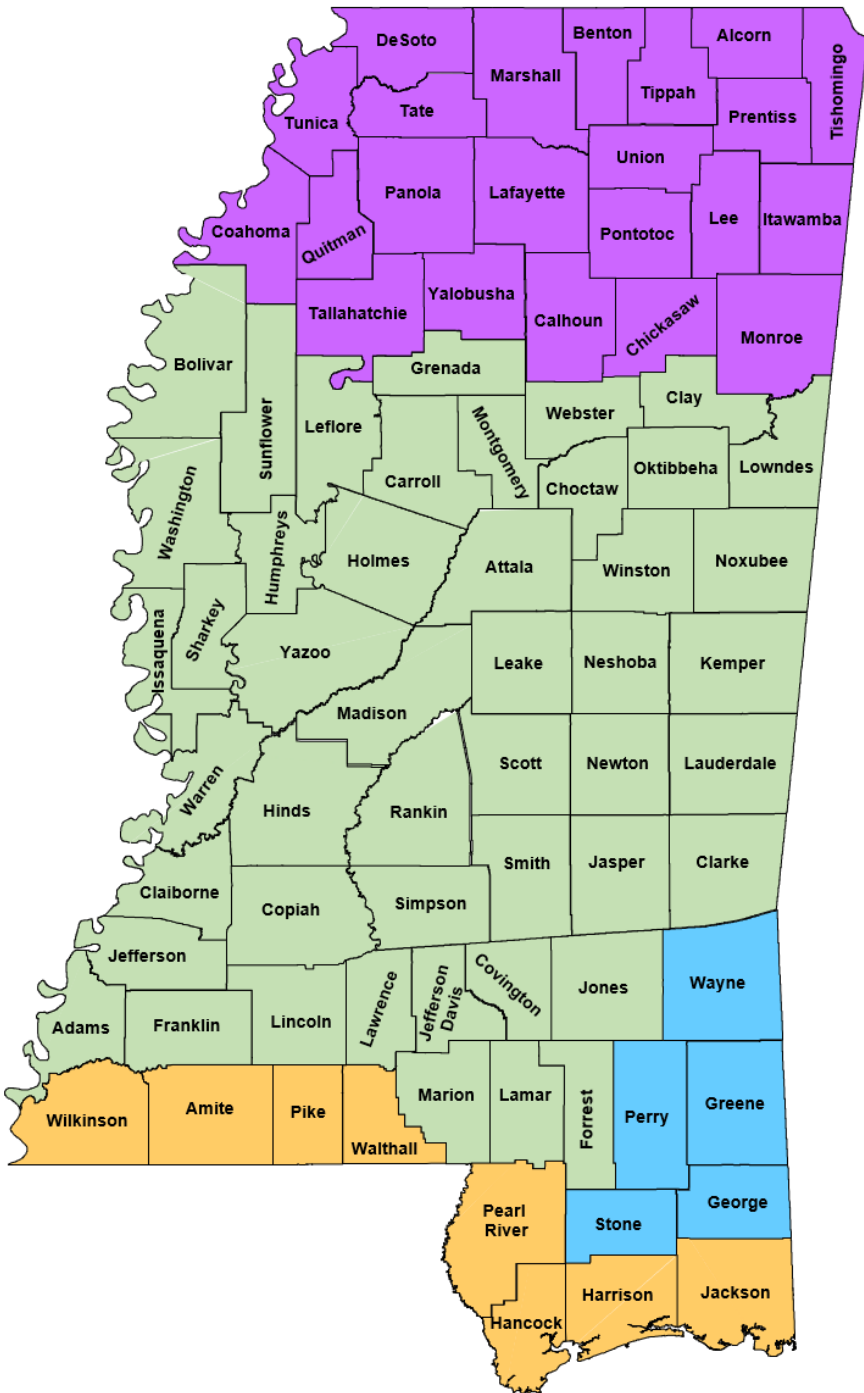 DeSoto
Benton
Alcorn
Marshall
Tippah
Tishomingo
Tunica
Tate
Prentiss
Union
Panola
Lafayette
Coahoma
Quitman
Pontotoc
Lee
Itawamba
Tallahatchie
Yalobusha
Calhoun
Chickasaw
Monroe
Bolivar
Grenada
Sunflower
Leflore
Webster
Clay
Montgomery
Carroll
Choctaw
Oktibbeha
Lowndes
Washington
Humphreys
Holmes
Attala
Winston
Noxubee
Issaquena
Sharkey
Yazoo
Leake
Neshoba
Kemper
Madison
Warren
Hinds
Rankin
Scott
Newton
Lauderdale
Claiborne
Copiah
Simpson
Smith
Jasper
Clarke
Jefferson
Adams
Franklin
Lincoln
Lawrence
Jefferson
Davis
Covington
Jones
Wayne
Wilkinson
Amite
Pike
Walthall
Marion
Lamar
Forrest
Perry
Greene
Pearl
River
Stone
George
Hancock
Harrison
Jackson